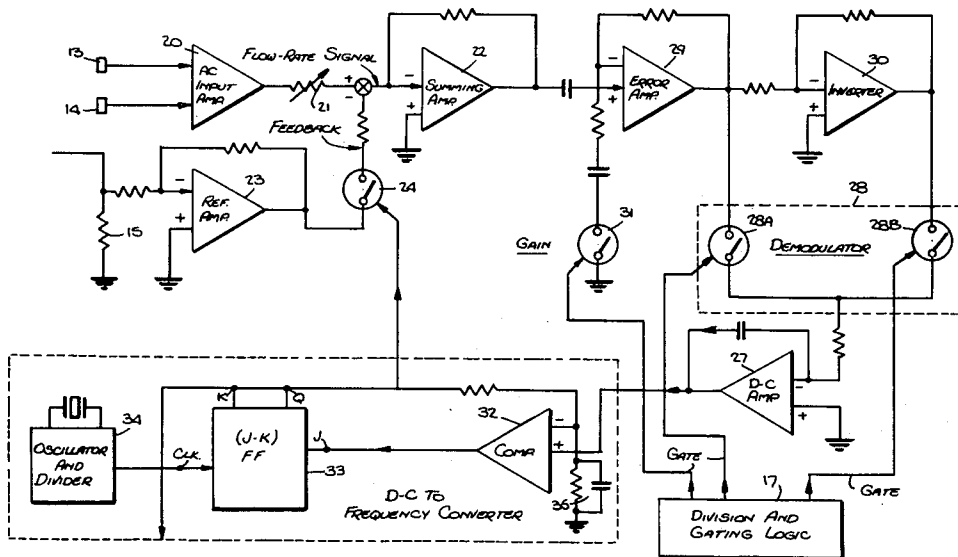 13
14
20
AC
INPUT
AMP.
FLOW-RATE SIGNAL
21
+
-
FEEDBACK
24
22
-
SUMMING
AMP.
+
29
-
ERROR
AMP.
+
30
-
INVERTER
+
15
-
REF.
AMP.
+
23
GAIN
31
28
28A
28B
DEMODULATOR
27
D-C
AMP
-
+
34
OSCILLATOR
AND
DIVIDER
CLK.
K
Q
(J-K)
FF
J
33
32
COMP.
-
+
36
D-C TO
FREQUENCY CONVERTER
GATE
GATE
17
DIVISION AND
GATING LOGIC